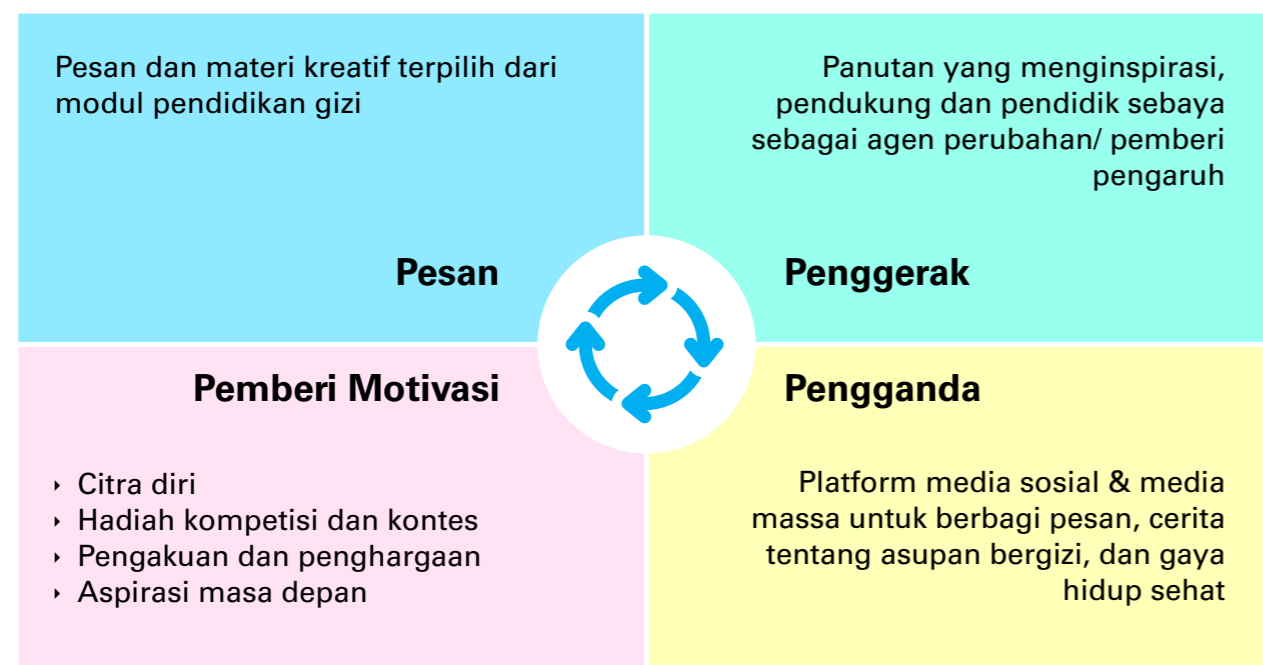 Pesan dan materi kreatif terpilih dari
modul pendidikan gizi
Pesan
Panutan yang menginspirasi,
pendukung dan pendidik sebaya
sebagai agen perubahan/ pemberi
pengaruh
Penggerak
Pemberi Motivasi
‣ Citra diri
‣ Hadiah kompetisi dan kontes
‣ Pengakuan dan penghargaan
‣ Aspirasi masa depan
Pengganda
Platform media sosial & media
massa untuk berbagi pesan, cerita
tentang asupan bergizi, dan gaya
hidup sehat